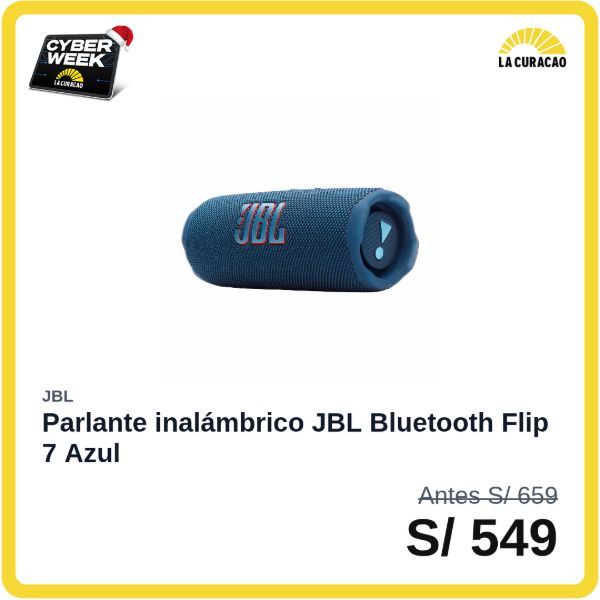 CYBER
WEEK
LA CURACAO
LA CURACAO
JBL
JBL
Parlante inalámbrico JBL Bluetooth Flip
7 Azul
Antes S/ 659
S/ 549